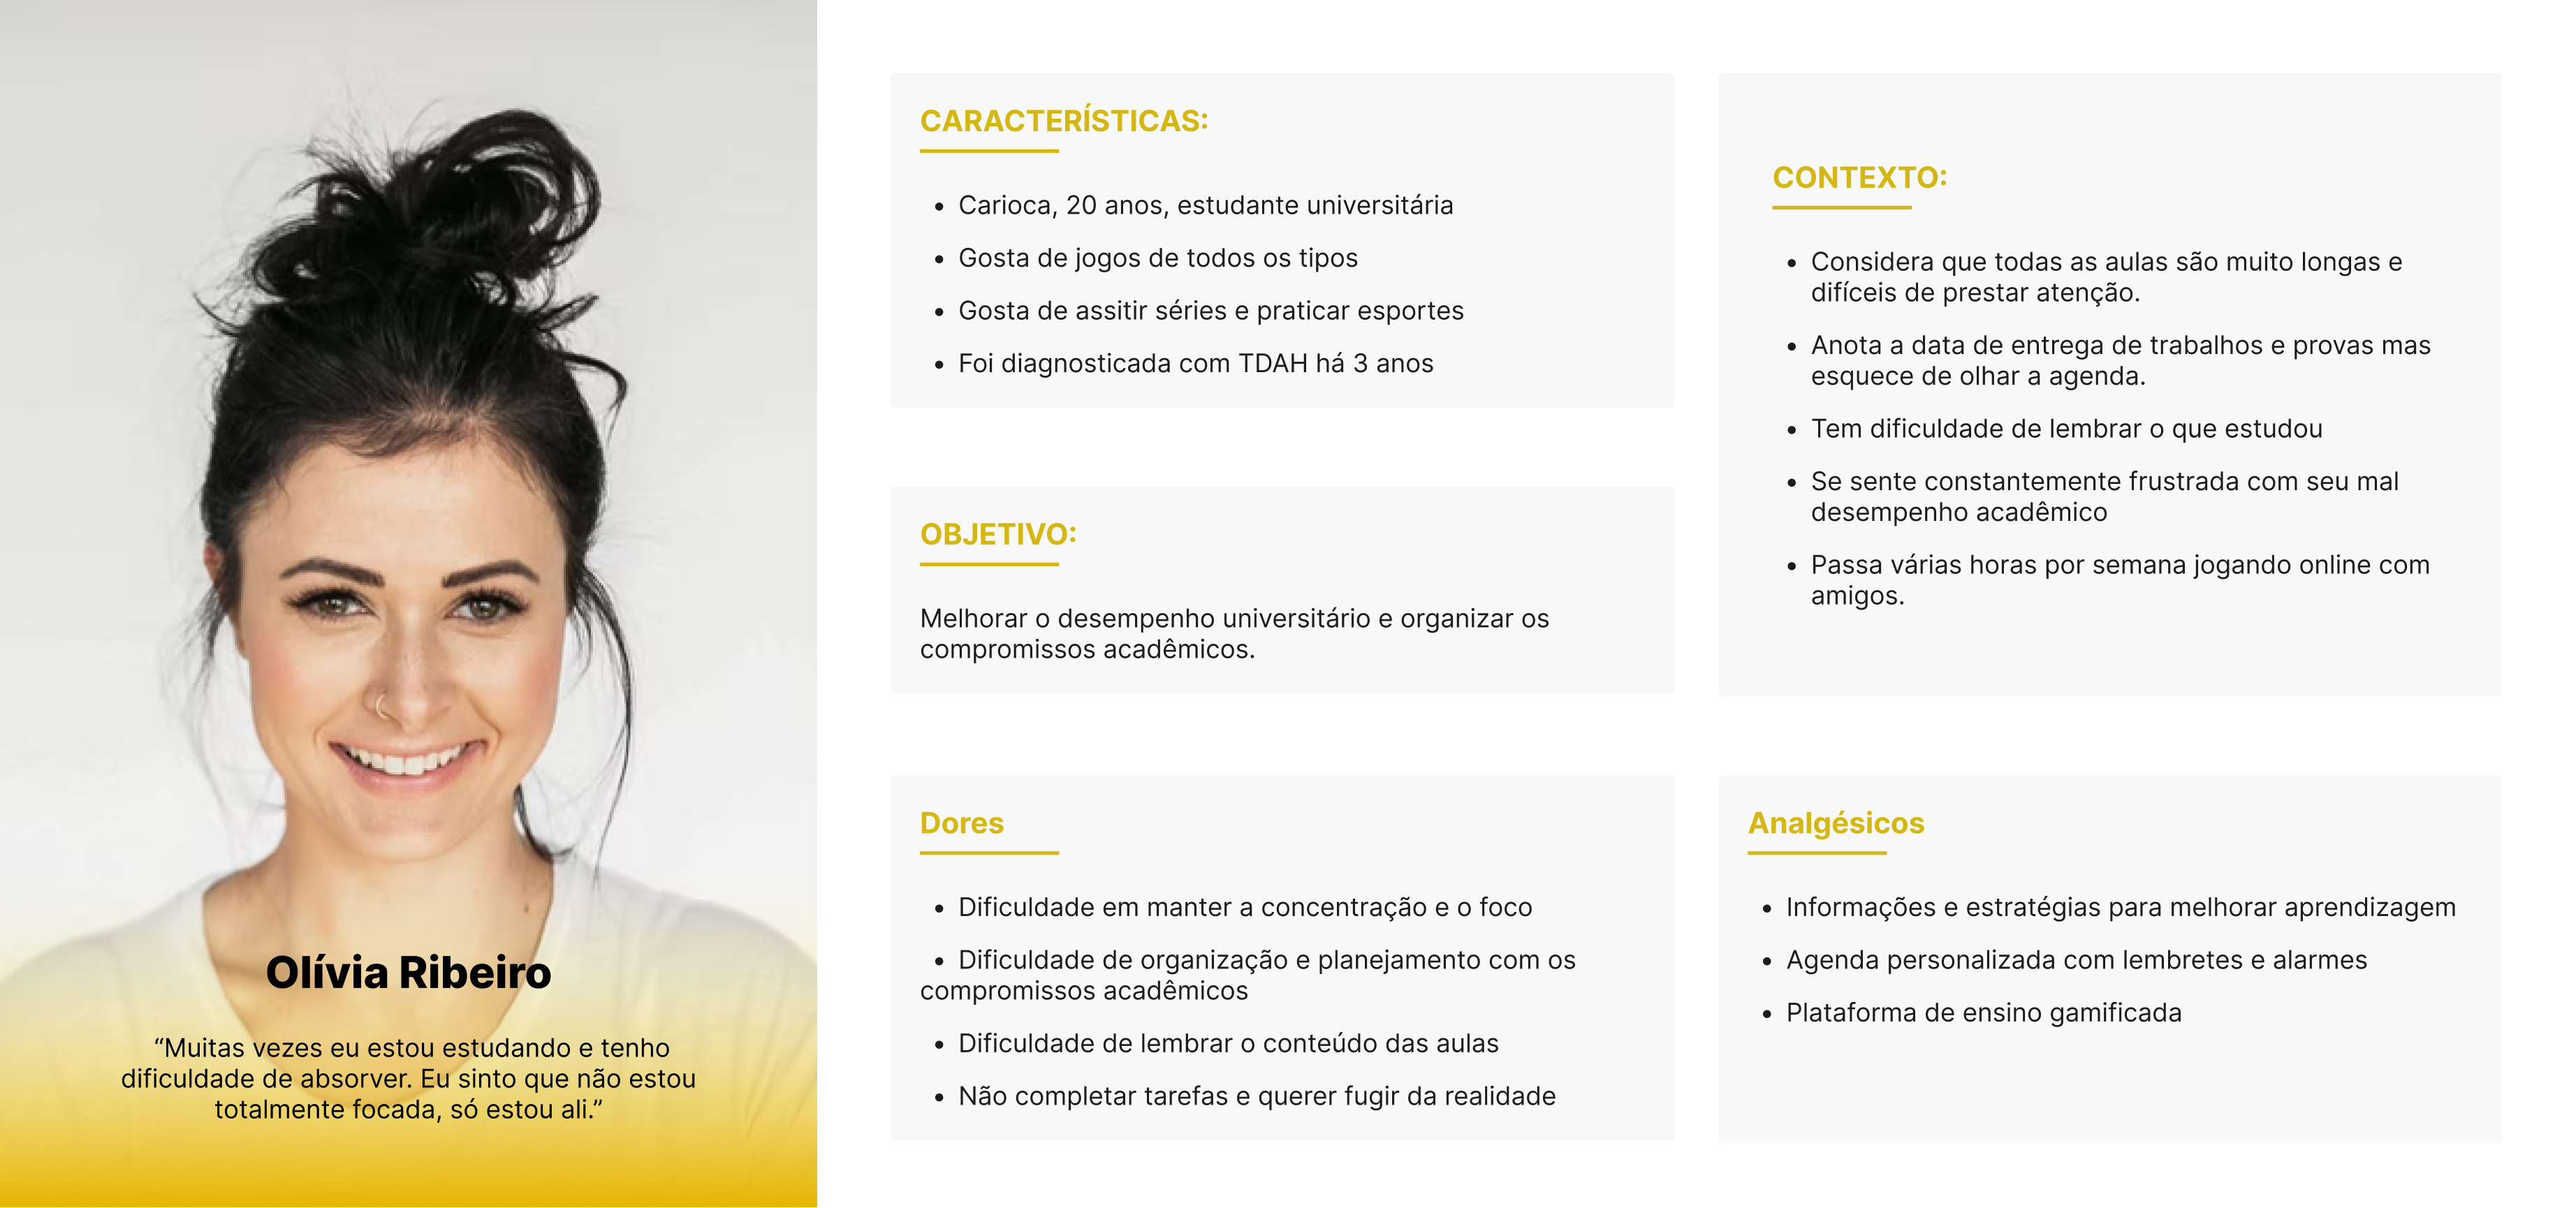 Olívia Ribeiro
“Muitas vezes eu estou estudando e tenho
dificuldade de absorver. Eu sinto que não estou
totalmente focada, só estou ali.”
CARACTERÍSTICAS:
• Carioca, 20 anos, estudante universitária
• Gosta de jogos de todos os tipos
• Gosta de assitir séries e praticar esportes
• Foi diagnosticada com TDAH há 3 anos
OBJETIVO:
Melhorar o desempenho universitário e organizar os
compromissos acadêmicos.
CONTEXTO:
• Considera que todas as aulas são muito longas e
difíceis de prestar atenção.
• Anota a data de entrega de trabalhos e provas mas
esquece de olhar a agenda.
• Tem dificuldade de lembrar o que estudou
• Se sente constantemente frustrada com seu mal
desempenho acadêmico
• Passa várias horas por semana jogando online com
amigos.
Dores
• Dificuldade em manter a concentração e o foco
• Dificuldade de organização e planejamento com os
compromissos acadêmicos
• Dificuldade de lembrar o conteúdo das aulas
• Não completar tarefas e querer fugir da realidade
Analgésicos
• Informações e estratégias para melhorar aprendizagem
• Agenda personalizada com lembretes e alarmes
• Plataforma de ensino gamificada